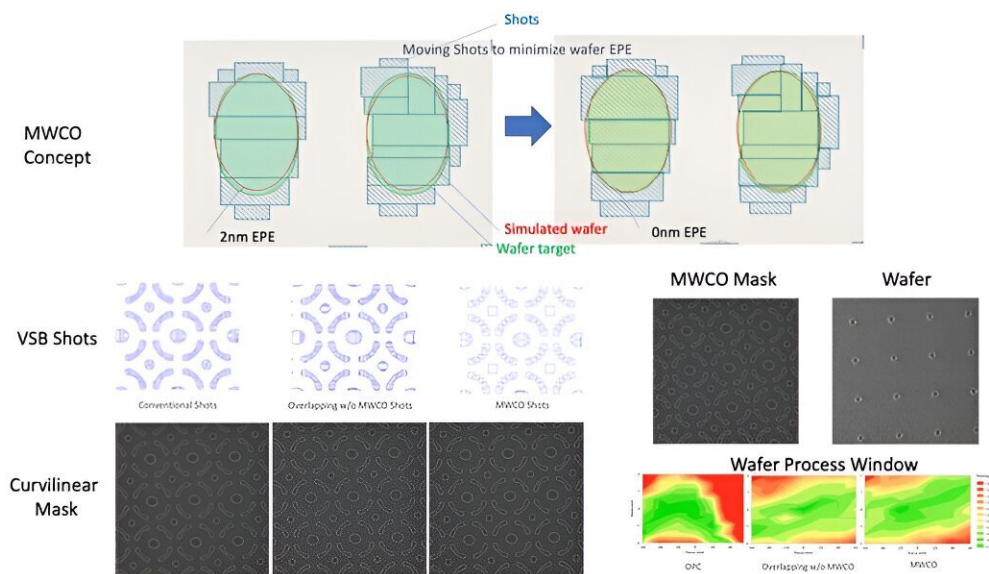 Shots
Moving Shots to minimize wafer EPE
MWCO
Concept
2nm EPE
Simulated wafer
Wafer target
0nm EPE
MWCO Mask
Wafer
VSB Shots
Conventional Shots
Overlapping w/o MWCO Shots
MWCO Shots
Wafer Process Window
Curvilinear
Mask
OPC
Overlapping w/o MWCO
MWCO